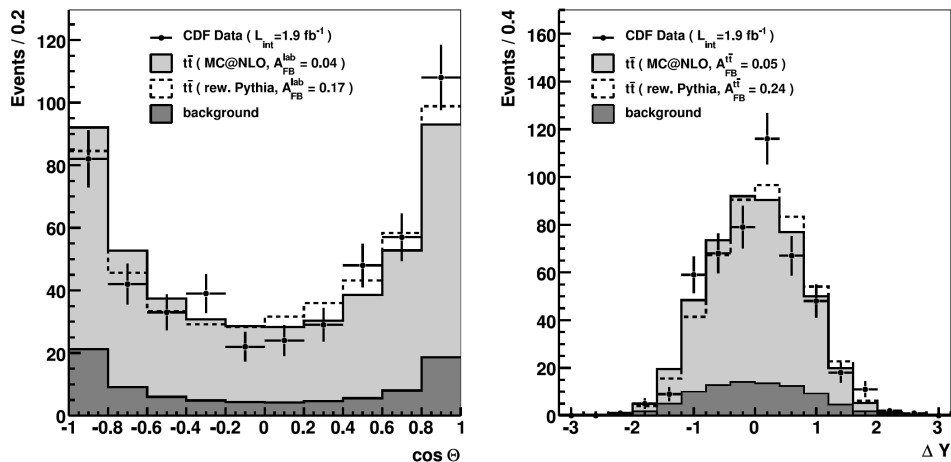 Events/ 0.2
120
100
80
60
40
20
0
CDF Data ( L_int=1.9 fb⁻¹)
tt̄ ( MC@NLO, A_FB^lab = 0.04)
tt̄ ( rew. Pythia, A_FB^lab = 0.17)
background
-1 -0.8 -0.6 -0.4 -0.2 0 0.2 0.4 0.6 0.8 1
cos Θ
Events/ 0.4
160
140
120
100
80
60
40
20
0
CDF Data ( L_int=1.9 fb⁻¹)
tt̄ ( MC@NLO, A_FB^tt̄ = 0.05)
tt̄ ( rew. Pythia, A_FB^tt̄ = 0.24)
background
-3 -2 -1 0 1 2 3
Δ Y